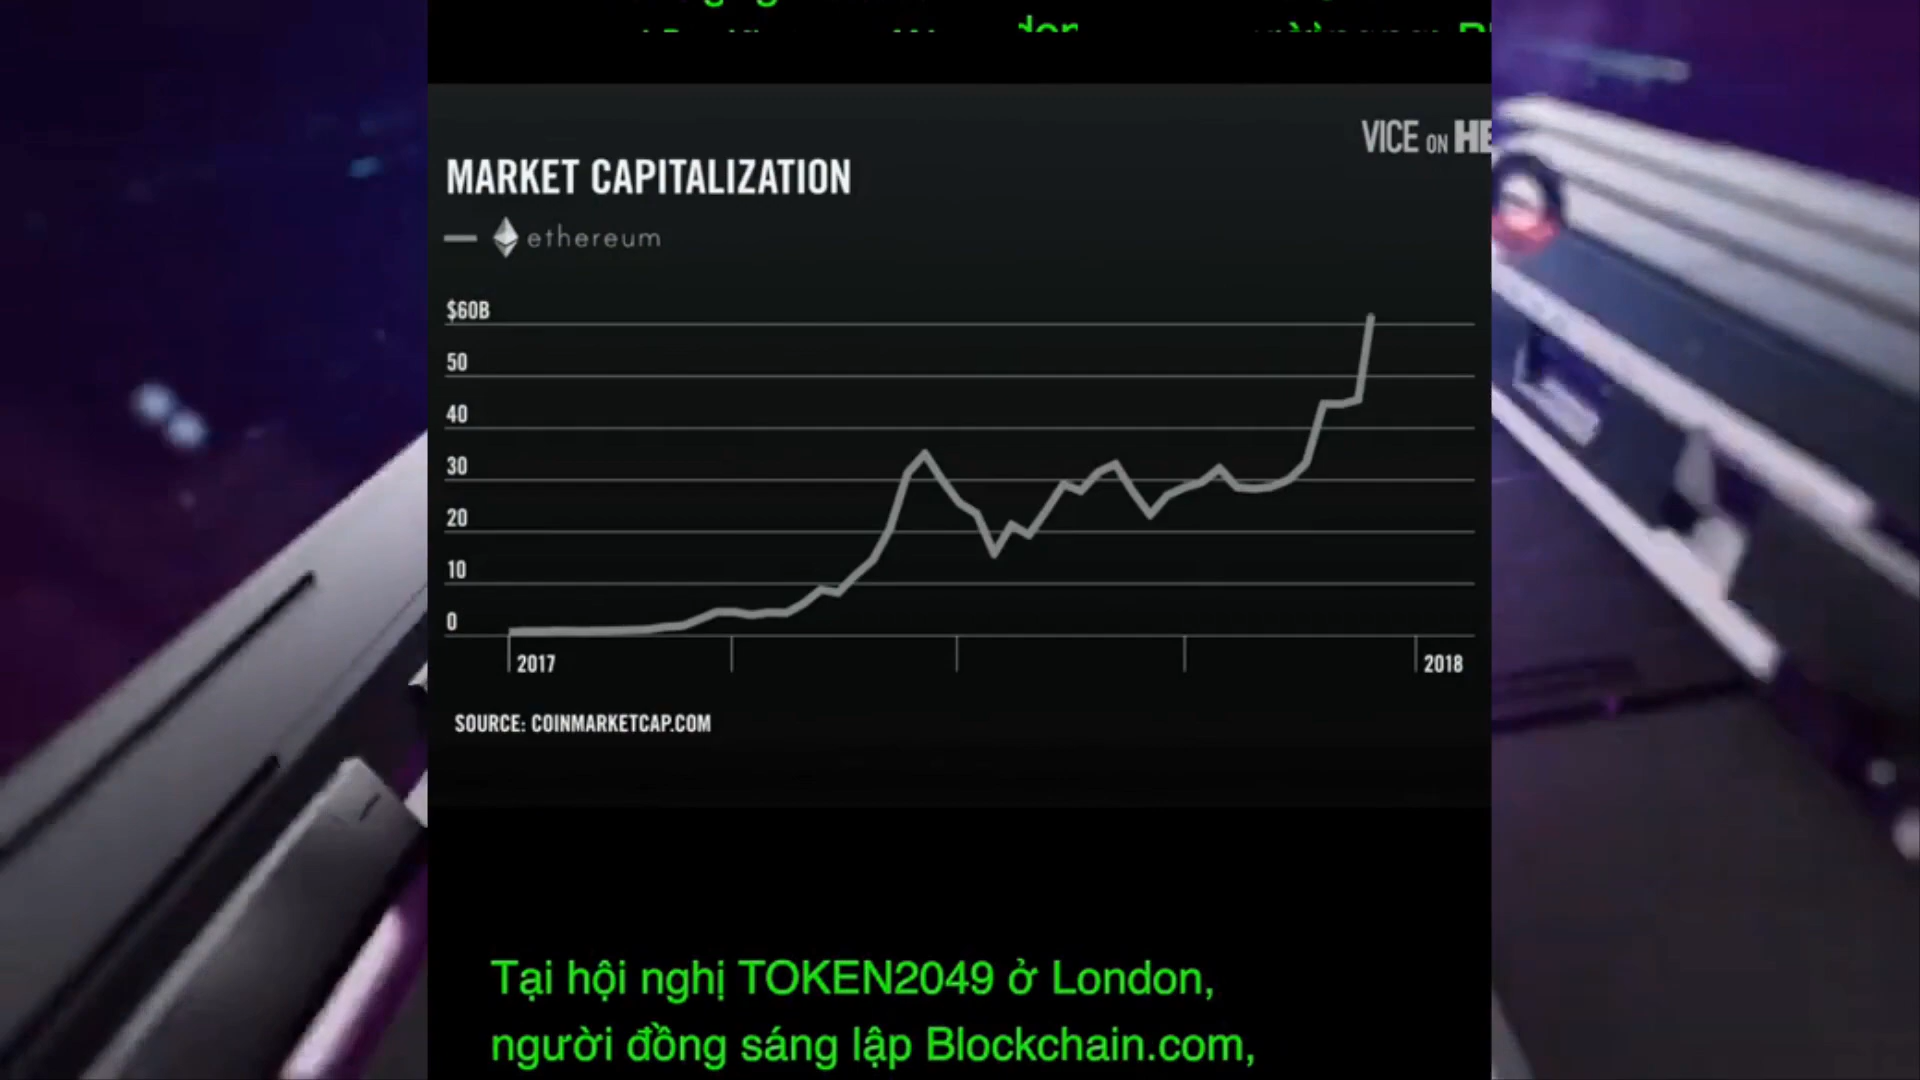 VICE ON HB
MARKET CAPITALIZATION
ethereum
$60B
50
40
30
20
10
0
2017
2018
SOURCE: COINMARKETCAP.COM
Tại hội nghị TOKEN2049 ở London,
người đồng sáng lập Blockchain.com,